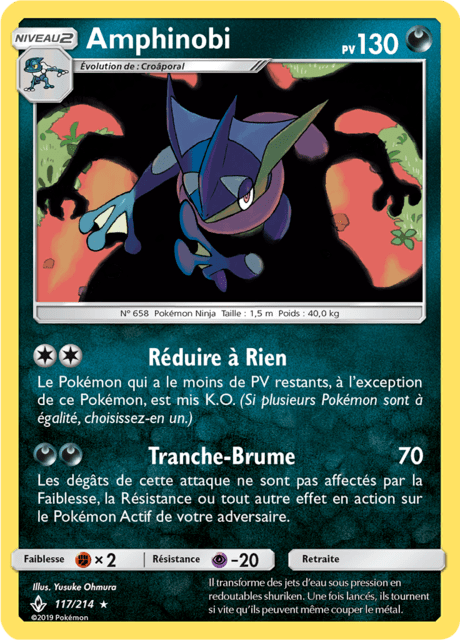 NIVEAU 2
Amphinobi
PV 130
Évolution de : Croâporal
N° 658 Pokémon Ninja Taille : 1,5 m Poids : 40,0 kg
Réduire à Rien
Le Pokémon qui a le moins de PV restants, à l'exception
de ce Pokémon, est mis K.O. (Si plusieurs Pokémon sont à
égalité, choisissez-en un.)
Tranche-Brume 70
Les dégâts de cette attaque ne sont pas affectés par la
Faiblesse, la Résistance ou tout autre effet en action sur
le Pokémon Actif de votre adversaire.
Faiblesse ×2 Résistance -20 Retraite
Illus. Yusuke Ohmura
117/214 ★
©2019 Pokémon
Il transforme des jets d'eau sous pression en
redoutables shuriken. Une fois lancés, ils tournent
si vite qu'ils peuvent même couper le métal.